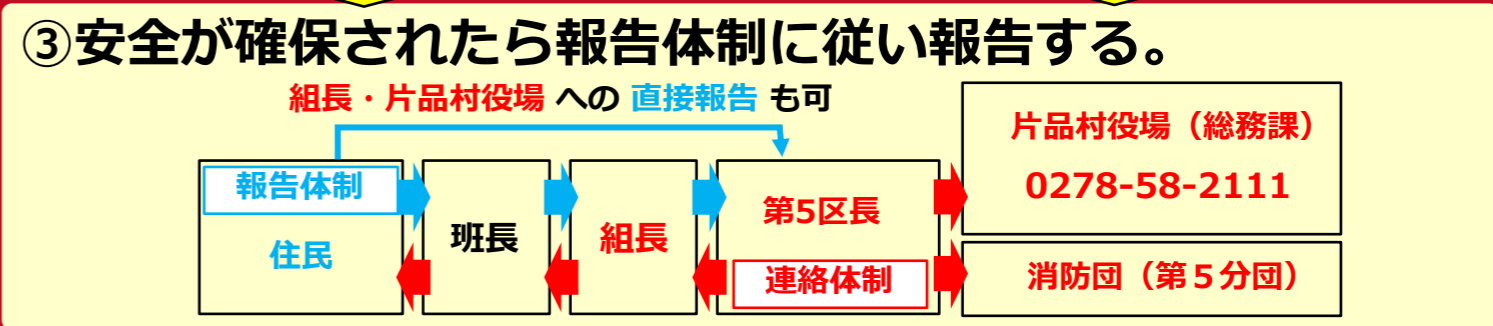 ③安全が確保されたら報告体制に従い報告する。
組長・片品村役場 への 直接報告 も可
報告体制
住民
班長
組長
第5区長
連絡体制
片品村役場（総務課）
0278-58-2111
消防団（第５分団）